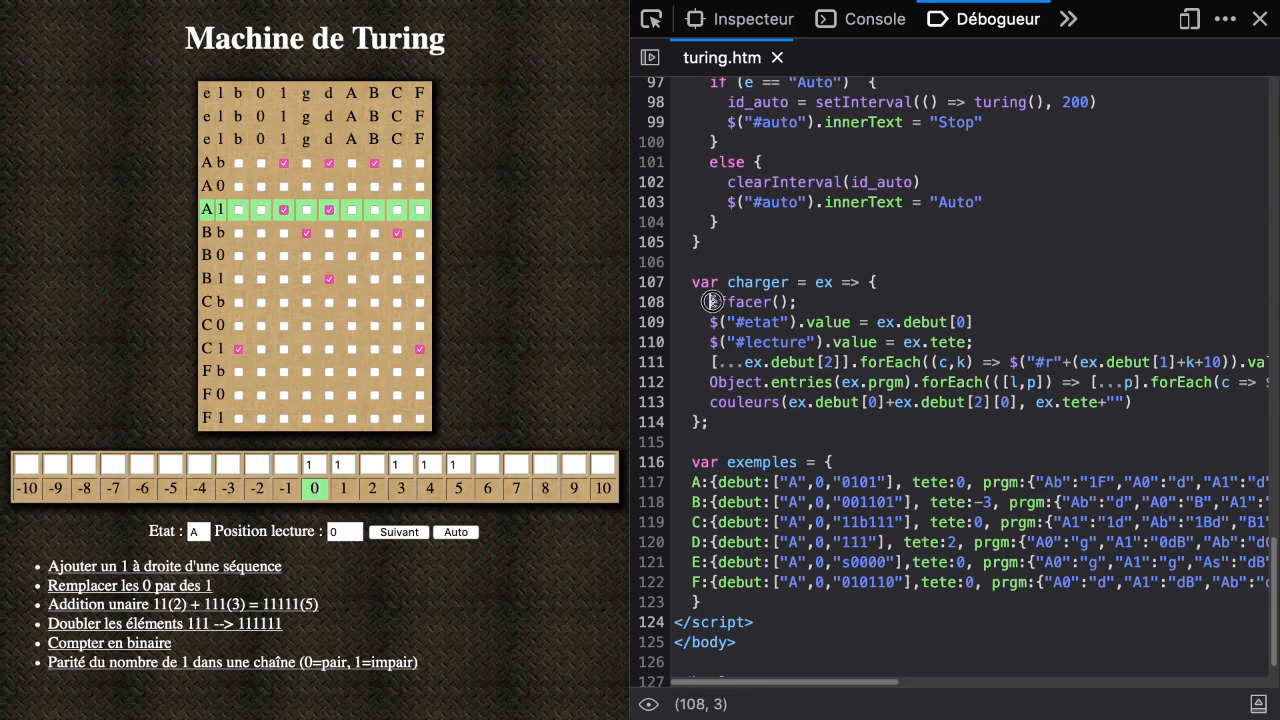 Machine de Turing
e l b 0 1 g d A B C F
e l b 0 1 g d A B C F
e l b 0 1 g d A B C F
A b
A 0
A 1
B b
B 0
B 1
C b
C 0
C 1
F b
F 0
F 1
1 1 1 1 1
-10 -9 -8 -7 -6 -5 -4 -3 -2 -1 0 1 2 3 4 5 6 7 8 9 10
Etat : A Position lecture : 0 Suivant Auto
• Ajouter un 1 à droite d'une séquence
• Remplacer les 0 par des 1
• Addition unaire 11(2) + 111(3) = 11111(5)
• Doubler les éléments 111 --> 111111
• Compter en binaire
• Parité du nombre de 1 dans une chaîne (0=pair, 1=impair)
Inspecteur Console Débogueur
turing.htm
97 if (e == "Auto") {
98 id_auto = setInterval(() => turing(), 200)
99 $("#auto").innerText = "Stop"
100 }
101 else {
102 clearInterval(id_auto)
103 $("#auto").innerText = "Auto"
104 }
105 }
106
107 var charger = ex => {
108 effacer();
109 $("#etat").value = ex.debut[0]
110 $("#lecture").value = ex.tete;
111 [...ex.debut[2]].forEach((c,k) => $("#r"+(ex.debut[1]+k+10)).va
112 Object.entries(ex.prgm).forEach(([l,p]) => [...p].forEach(c => $
113 couleurs(ex.debut[0]+ex.debut[2][0], ex.tete+"")
114 };
115
116 var exemples = {
117 A:{debut:["A",0,"0101"], tete:0, prgm:{"Ab":"1F","A0":"d","A1":"d"
118 B:{debut:["A",0,"001101"], tete:-3, prgm:{"Ab":"d","A0":"B","A1":
119 C:{debut:["A",0,"11b111"], tete:0, prgm:{"A1":"1d","Ab":"1Bd","B1"
120 D:{debut:["A",0,"111"], tete:2, prgm:{"A0":"g","A1":"0dB","Ab":"d
121 E:{debut:["A",0,"s0000"], tete:0, prgm:{"A0":"g","A1":"g","As":"dB
122 F:{debut:["A",0,"010110"],tete:0, prgm:{"A0":"d","A1":"dB","Ab":
123 }
124 </script>
125 </body>
126
127
(108, 3)